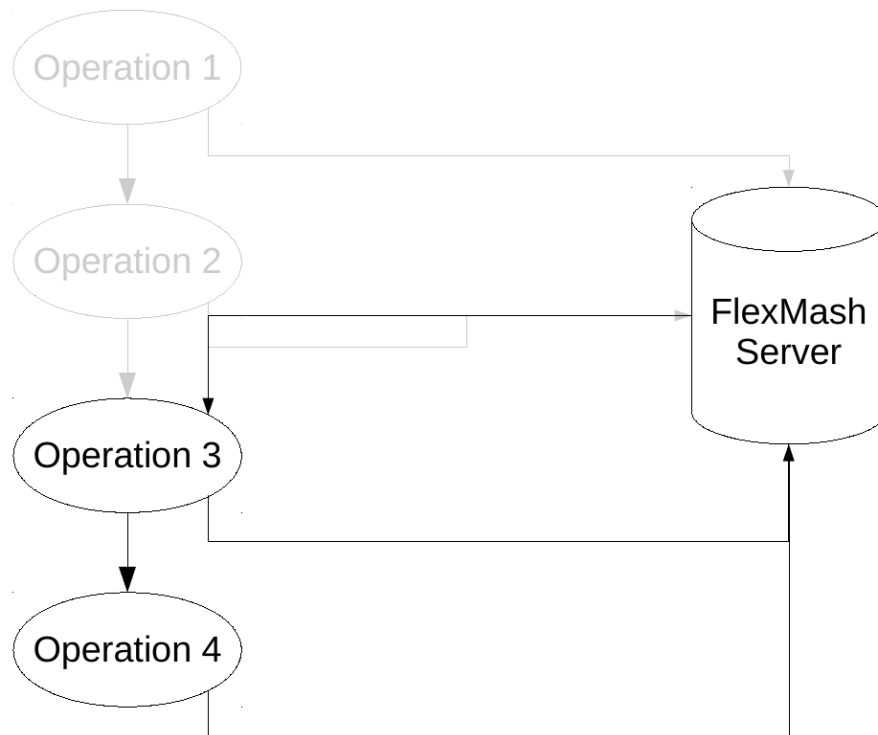 Operation 1
Operation 2
FlexMash
Server
Operation 3
Operation 4